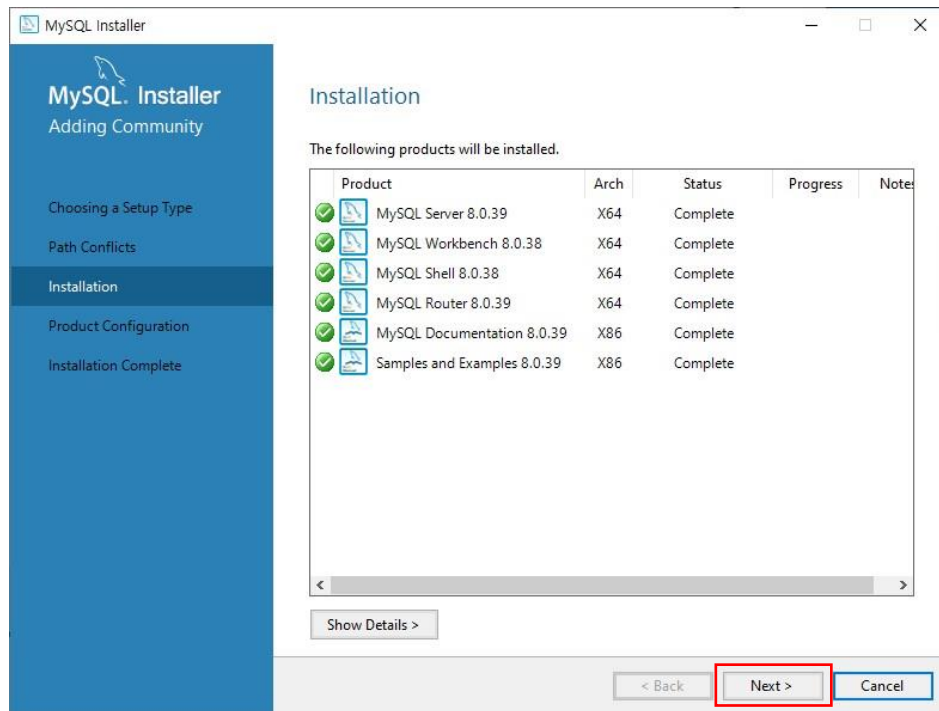 MySQL Installer
MySQL. Installer
Adding Community
Choosing a Setup Type
Path Conflicts
Installation
Product Configuration
Installation Complete
Installation
The following products will be installed.
Product Arch Status Progress Notes
MySQL Server 8.0.39 X64 Complete
MySQL Workbench 8.0.38 X64 Complete
MySQL Shell 8.0.38 X64 Complete
MySQL Router 8.0.39 X64 Complete
MySQL Documentation 8.0.39 X86 Complete
Samples and Examples 8.0.39 X86 Complete
Show Details >
< Back Next > Cancel